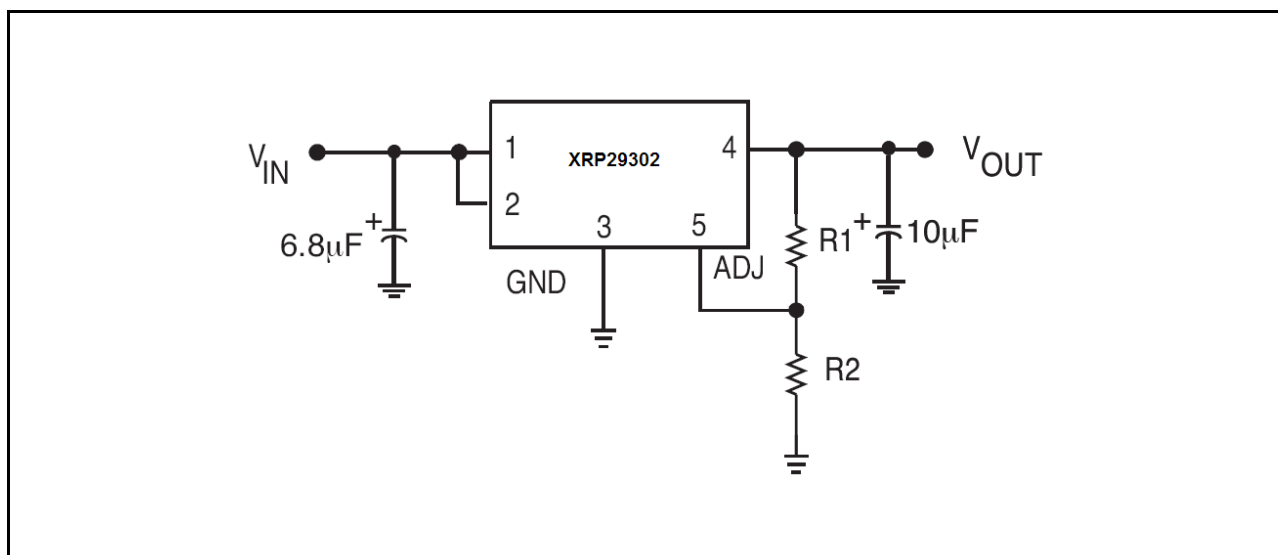 V_IN
1
XRP29302
4
V_OUT
2
+
6.8μF
3
5
R1
+
10μF
GND
ADJ
R2